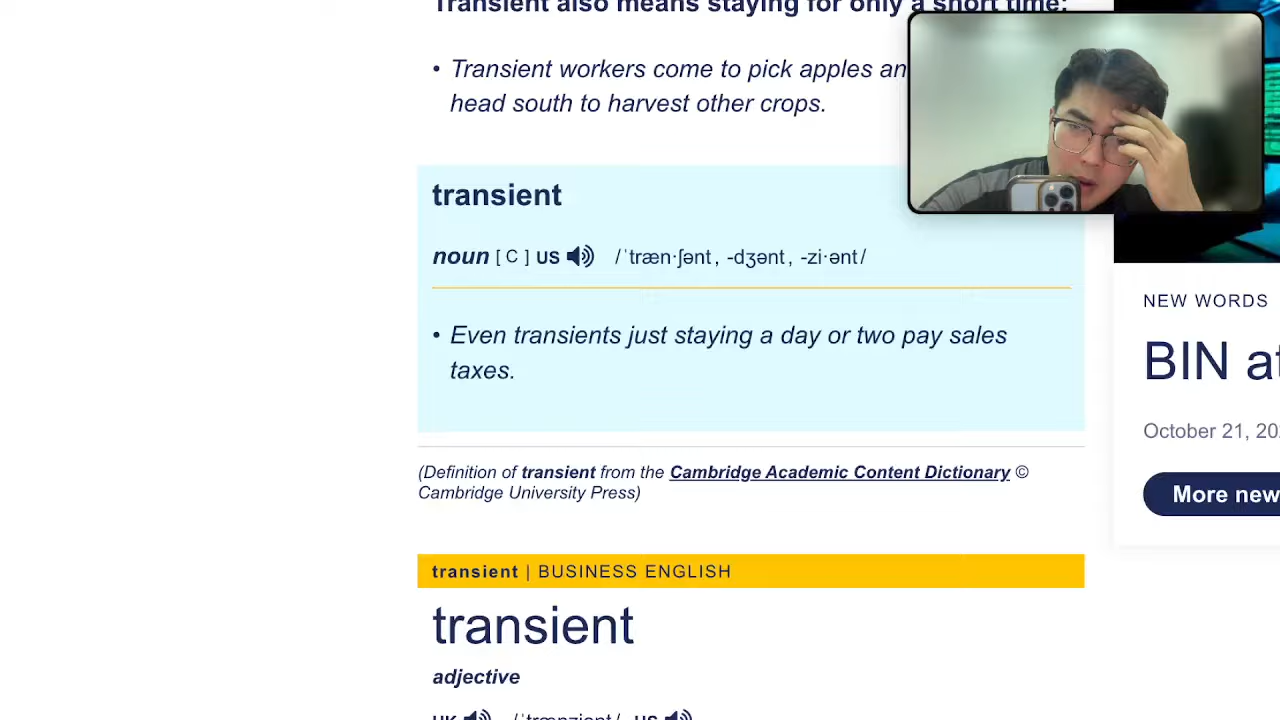 Transient also means staying for only a short time:
• Transient workers come to pick apples an
head south to harvest other crops.
transient
noun [ C ] US /ˈtræn·ʃənt, -dʒənt, -zi·ənt/
• Even transients just staying a day or two pay sales
taxes.
(Definition of transient from the Cambridge Academic Content Dictionary ©
Cambridge University Press)
transient | BUSINESS ENGLISH
transient
adjective
UK /ˈtrænziənt/ US
NEW WORDS
BIN at
October 21, 20
More new